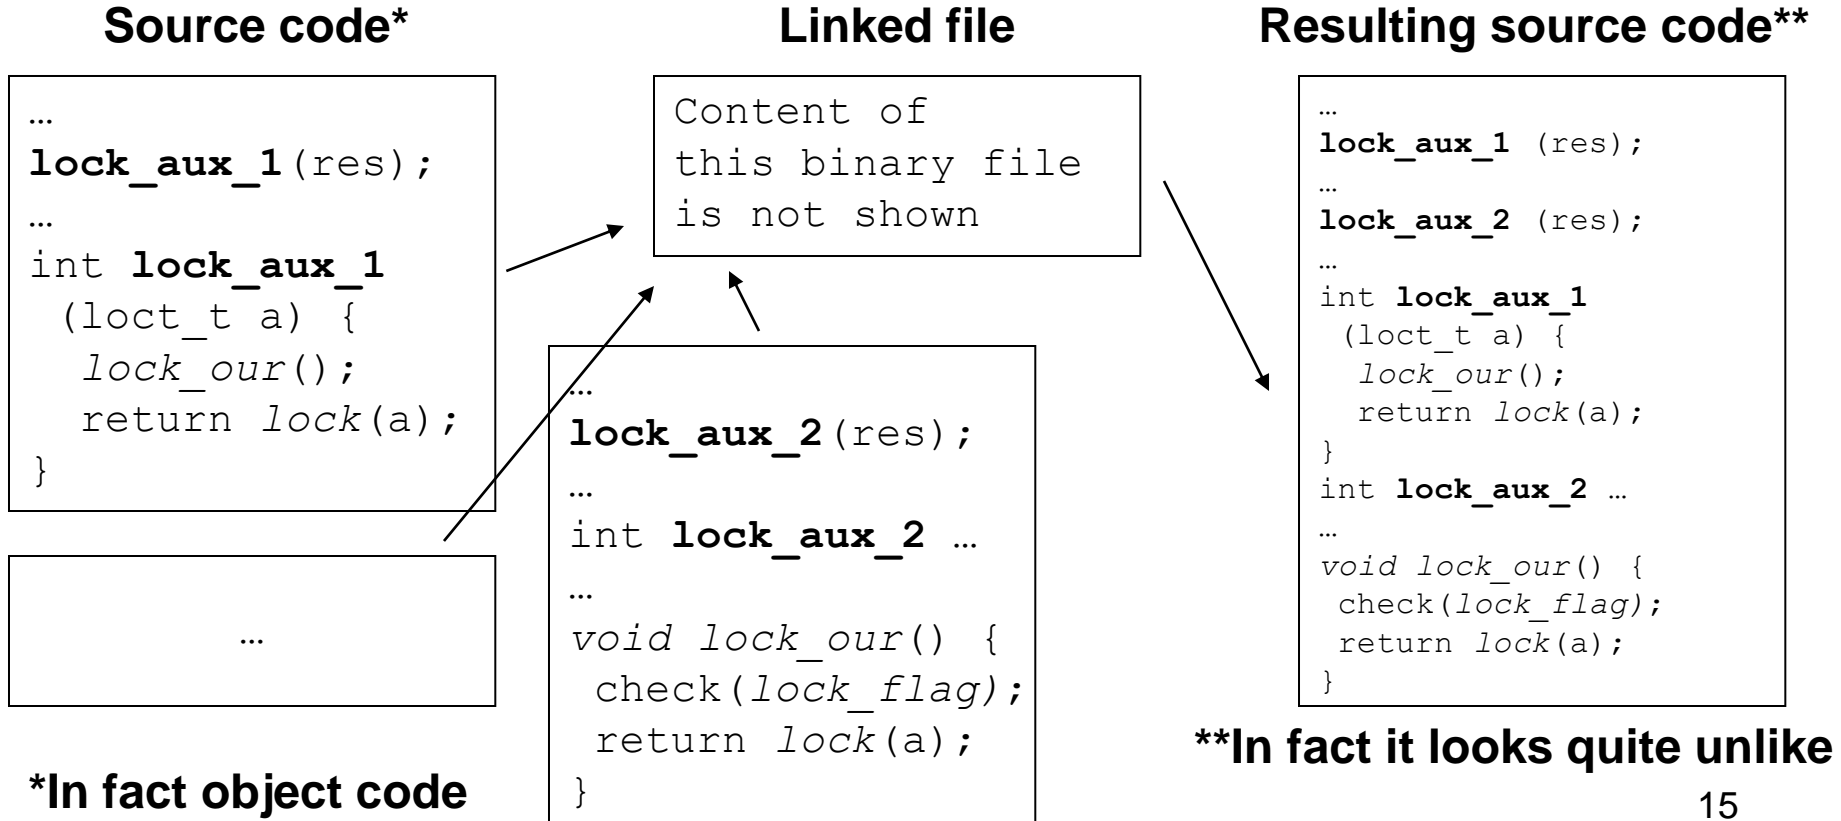 Source code*
Linked file
Resulting source code**
…
lock_aux_1(res);
…
int lock_aux_1
(loct_t a) {
lock_our();
return lock(a);
}
…
Content of
this binary file
is not shown
…
lock_aux_2(res);
…
int lock_aux_2 …
…
void lock_our() {
check(lock_flag);
return lock(a);
}
…
lock_aux_1 (res);
…
lock_aux_2 (res);
…
int lock_aux_1
(loct_t a) {
lock_our();
return lock(a);
}
int lock_aux_2 …
…
void lock_our() {
check(lock_flag);
return lock(a);
}
*In fact object code
**In fact it looks quite unlike
15